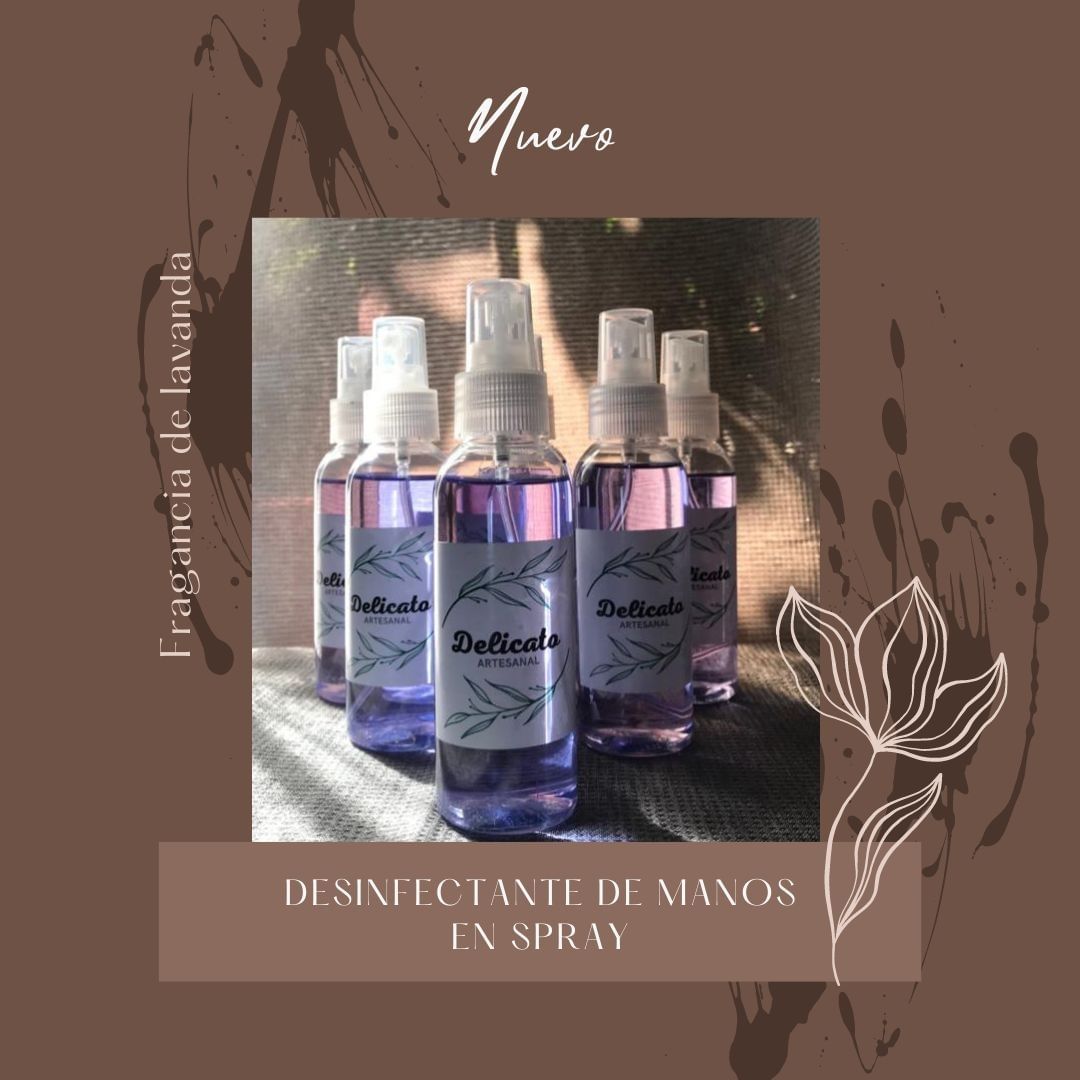 Nuevo
Fragancia de lavanda
Delicato
ARTESANAL
Delicato
ARTESANAL
Delicato
ARTESANAL
DESINFECTANTE DE MANOS
EN SPRAY